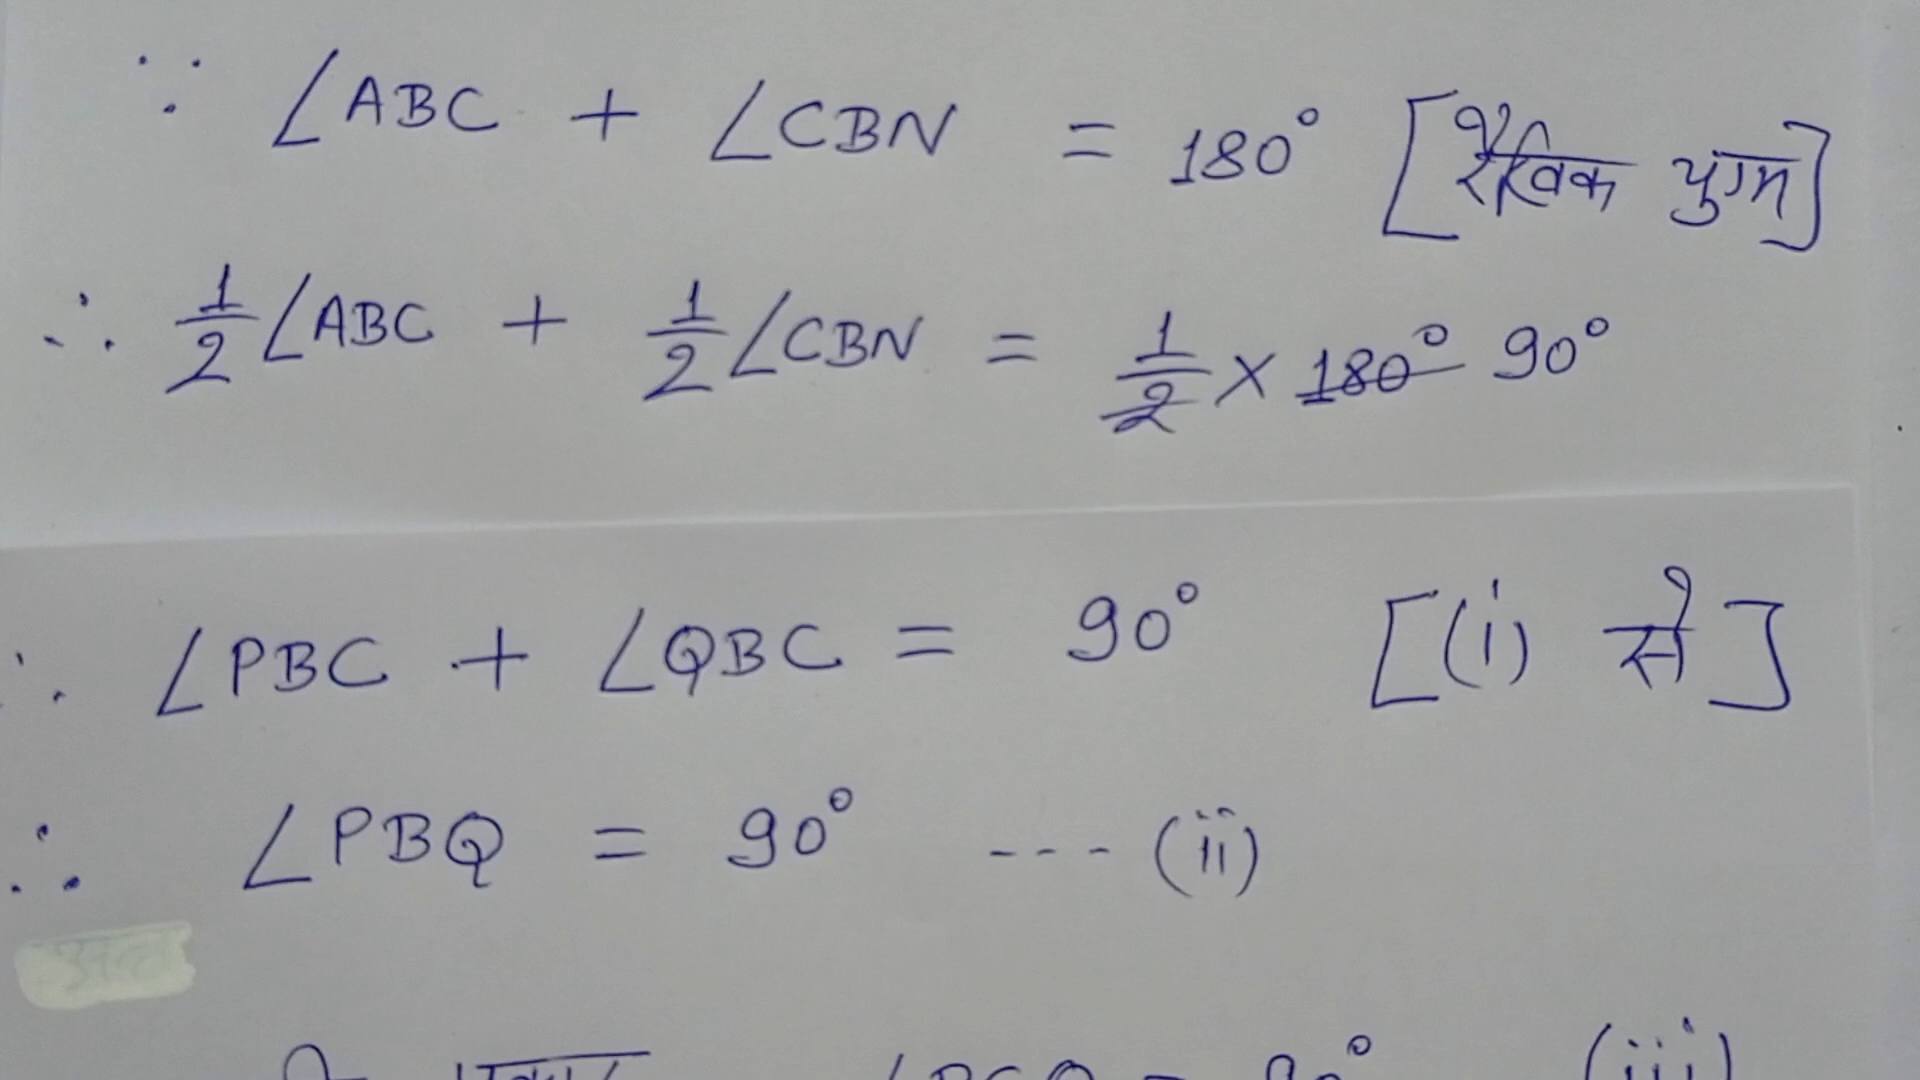 ∵ ∠ABC + ∠CBN = 180° [रैखिक युग्म]
∴ 1/2 ∠ABC + 1/2 ∠CBN = 1/2 × 180° 90°
∴ ∠PBC + ∠QBC = 90° [(i) से]
∴ ∠PBQ = 90° ---(ii)
(iii)